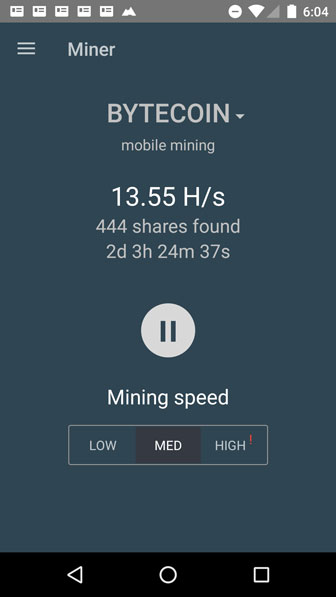 6:04
Miner
BYTECOIN
mobile mining
13.55 H/s
444 shares found
2d 3h 24m 37s
Mining speed
LOW MED HIGH!